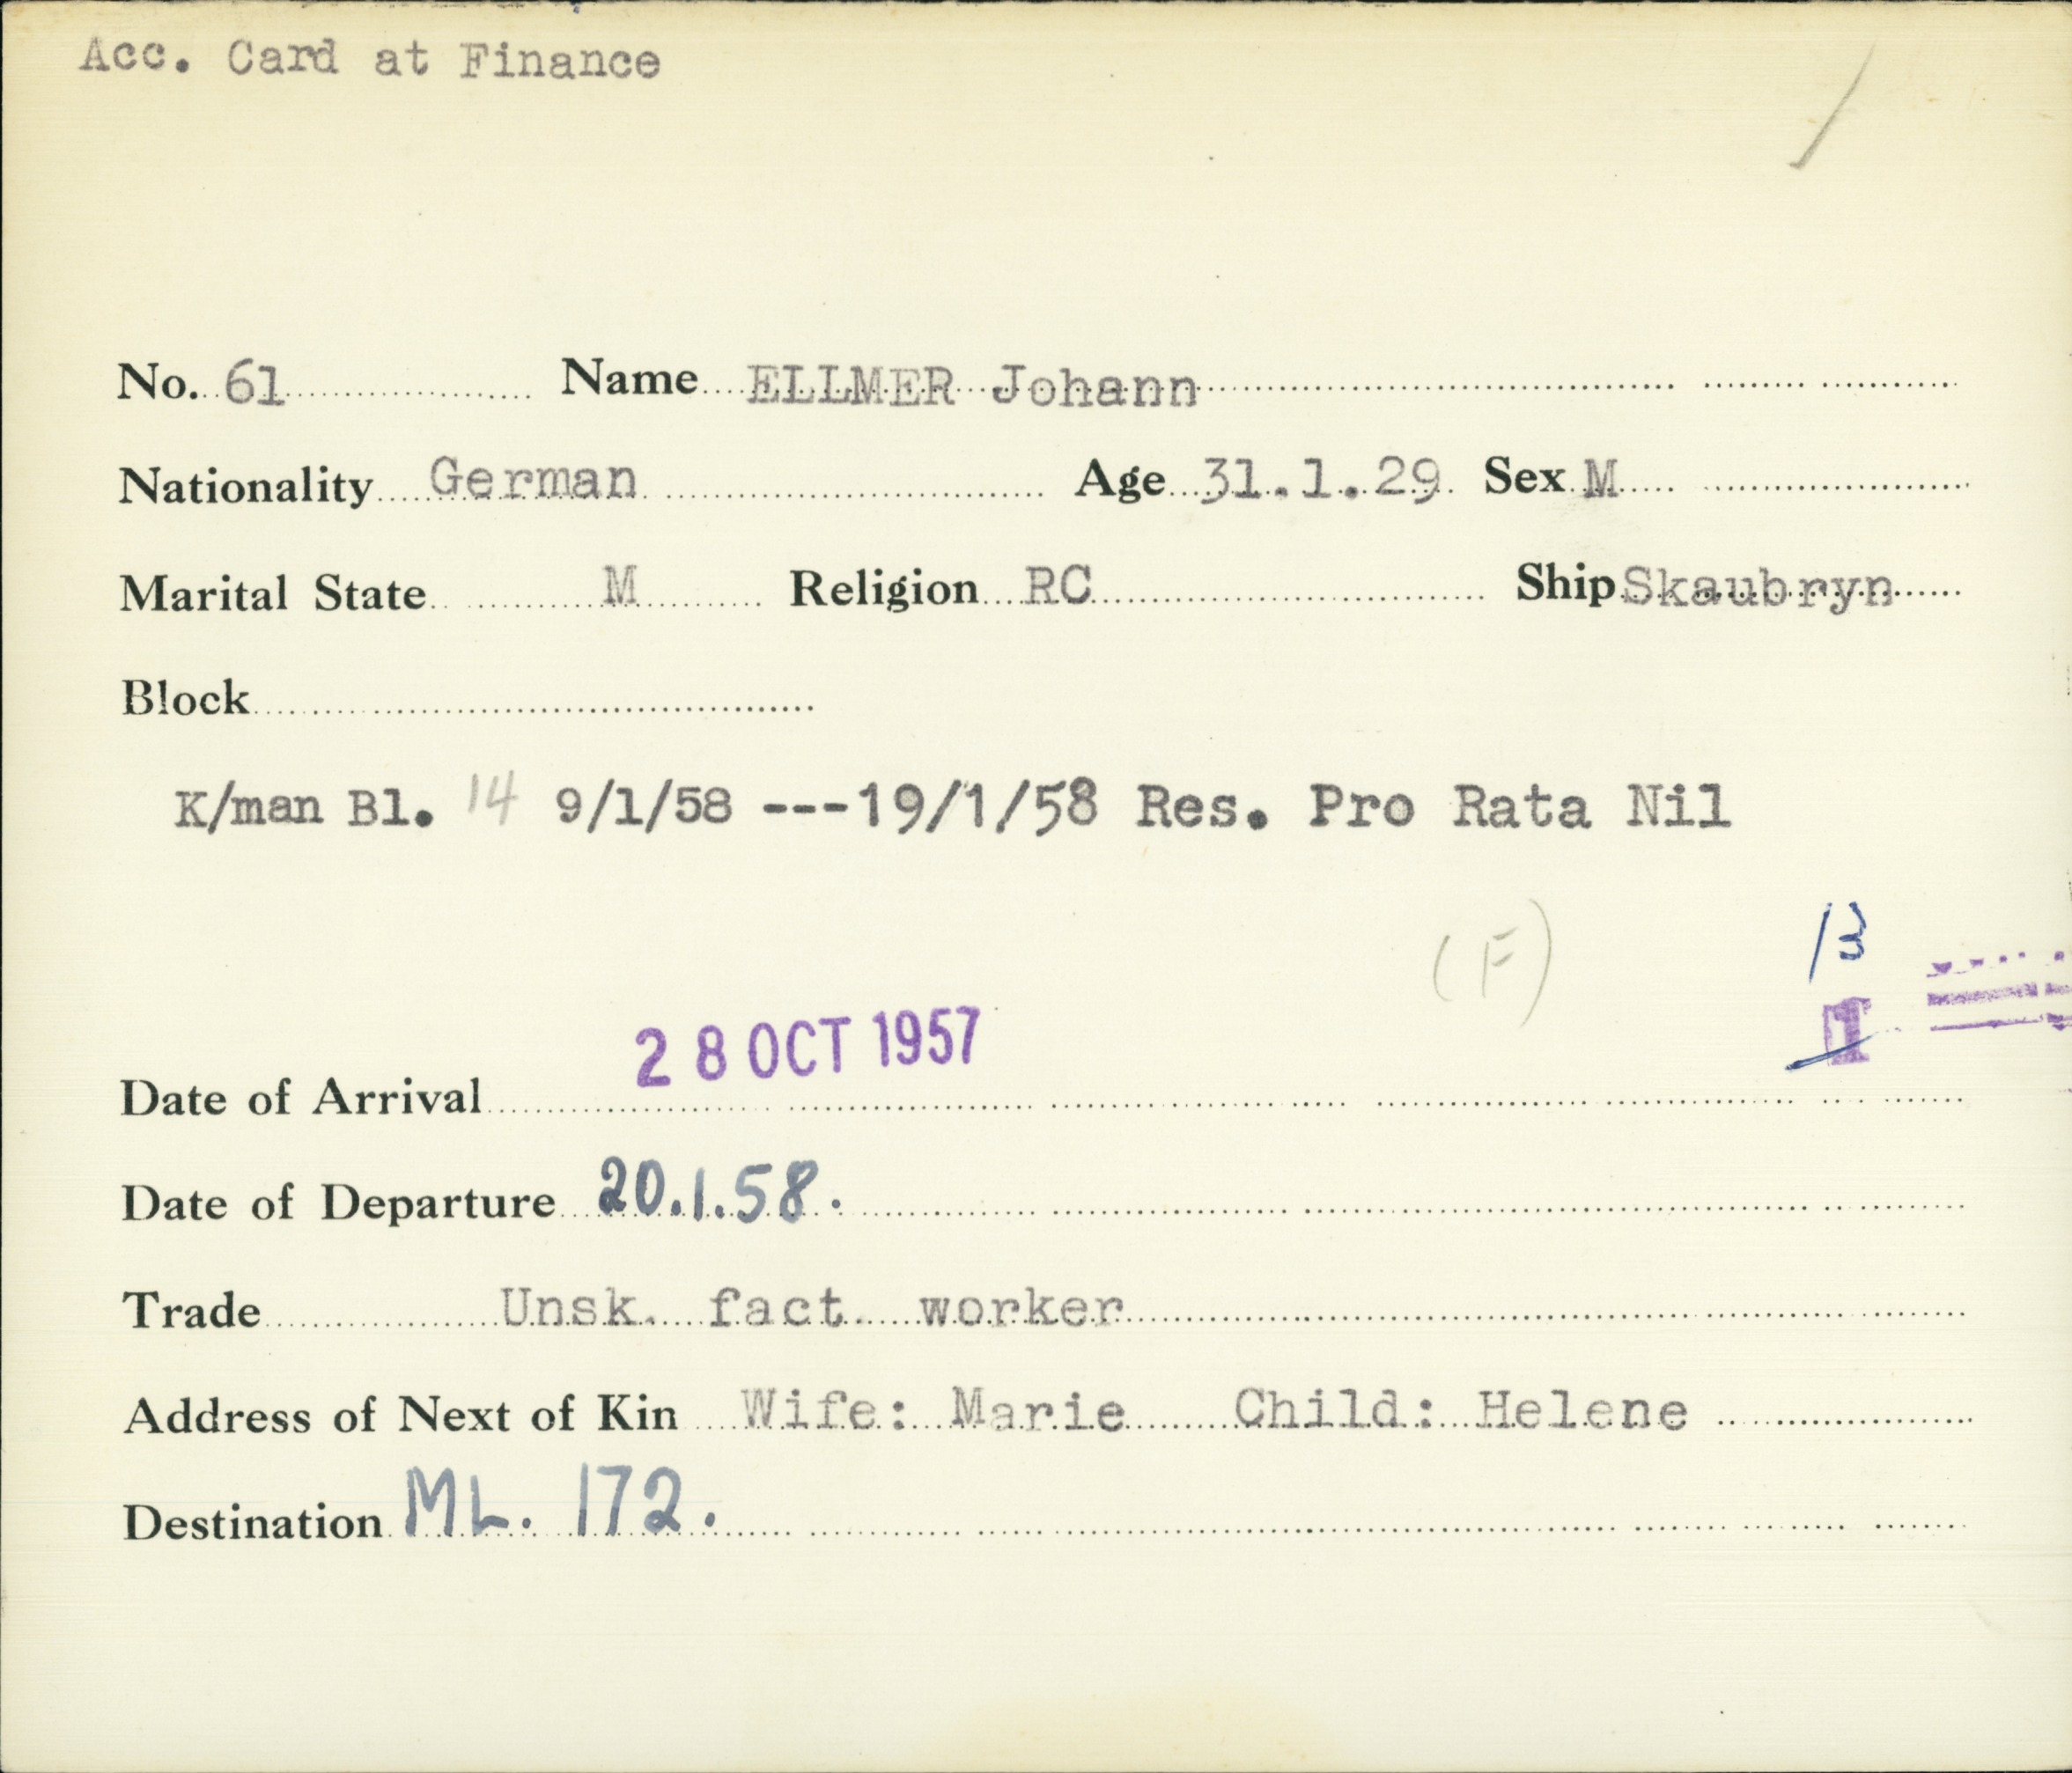 Acc. Card at Finance
No. 61 Name ELLMER Johann
Nationality German Age 31.1.29 Sex M
Marital State M Religion RC Ship Skaubryn
Block
K/man Bl. 14 9/1/58 ---19/1/58 Res. Pro Rata Nil
(F) 13
1
28 OCT 1957
Date of Arrival
Date of Departure 20.1.58.
Trade Unsk. fact. worker
Address of Next of Kin Wife: Marie Child: Helene
Destination ML. 172.